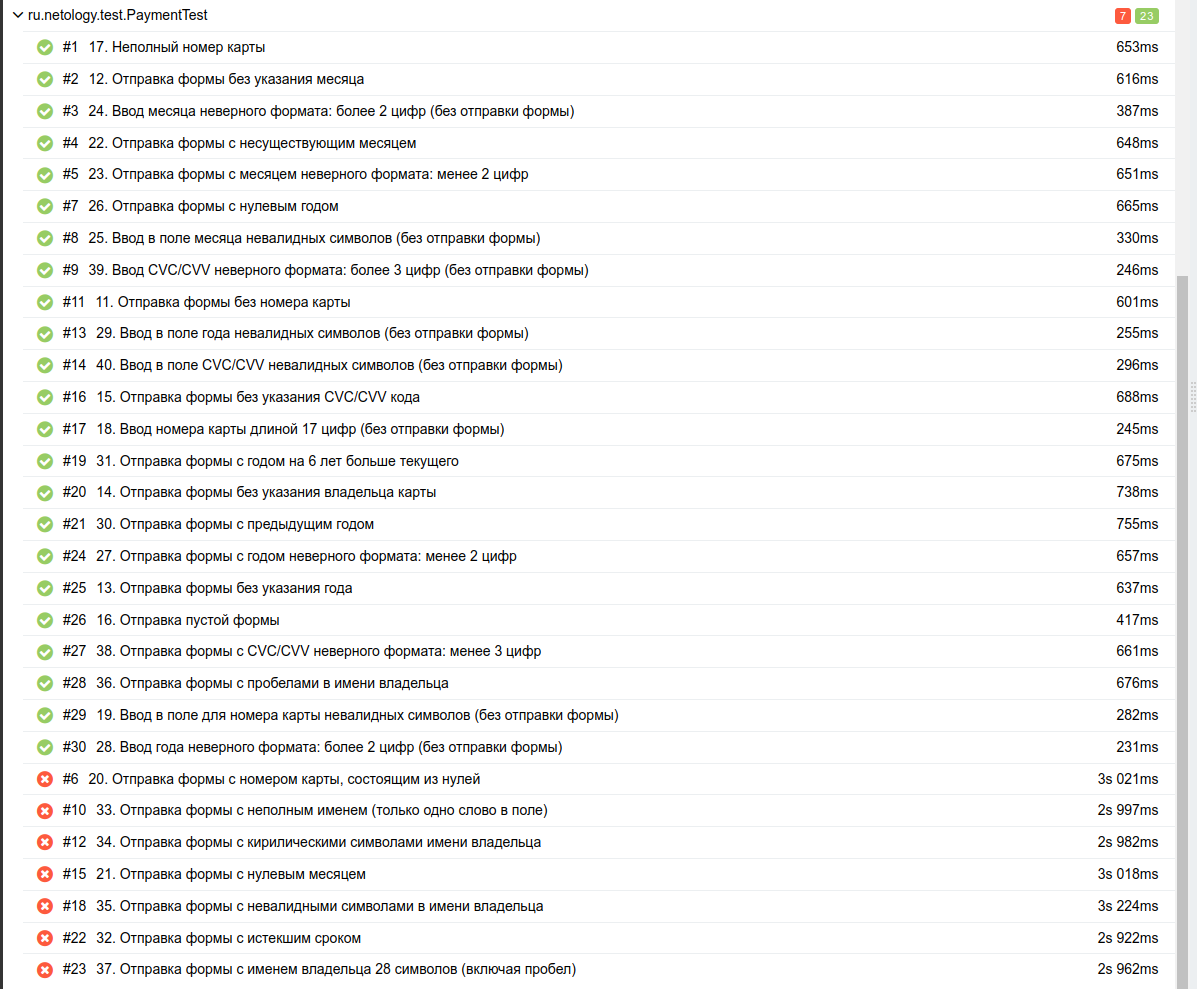 ru.netology.test.PaymentTest 7 23
#1 17. Неполный номер карты 653ms
#2 12. Отправка формы без указания месяца 616ms
#3 24. Ввод месяца неверного формата: более 2 цифр (без отправки формы) 387ms
#4 22. Отправка формы с несуществующим месяцем 648ms
#5 23. Отправка формы с месяцем неверного формата: менее 2 цифр 651ms
#7 26. Отправка формы с нулевым годом 665ms
#8 25. Ввод в поле месяца невалидных символов (без отправки формы) 330ms
#9 39. Ввод CVC/CVV неверного формата: более 3 цифр (без отправки формы) 246ms
#11 11. Отправка формы без номера карты 601ms
#13 29. Ввод в поле года невалидных символов (без отправки формы) 255ms
#14 40. Ввод в поле CVC/CVV невалидных символов (без отправки формы) 296ms
#16 15. Отправка формы без указания CVC/CVV кода 688ms
#17 18. Ввод номера карты длиной 17 цифр (без отправки формы) 245ms
#19 31. Отправка формы с годом на 6 лет больше текущего 675ms
#20 14. Отправка формы без указания владельца карты 738ms
#21 30. Отправка формы с предыдущим годом 755ms
#24 27. Отправка формы с годом неверного формата: менее 2 цифр 657ms
#25 13. Отправка формы без указания года 637ms
#26 16. Отправка пустой формы 417ms
#27 38. Отправка формы с CVC/CVV неверного формата: менее 3 цифр 661ms
#28 36. Отправка формы с пробелами в имени владельца 676ms
#29 19. Ввод в поле для номера карты невалидных символов (без отправки формы) 282ms
#30 28. Ввод года неверного формата: более 2 цифр (без отправки формы) 231ms
#6 20. Отправка формы с номером карты, состоящим из нулей 3s 021ms
#10 33. Отправка формы с неполным именем (только одно слово в поле) 2s 997ms
#12 34. Отправка формы с кирилическими символами имени владельца 2s 982ms
#15 21. Отправка формы с нулевым месяцем 3s 018ms
#18 35. Отправка формы с невалидными символами в имени владельца 3s 224ms
#22 32. Отправка формы с истекшим сроком 2s 922ms
#23 37. Отправка формы с именем владельца 28 символов (включая пробел) 2s 962ms